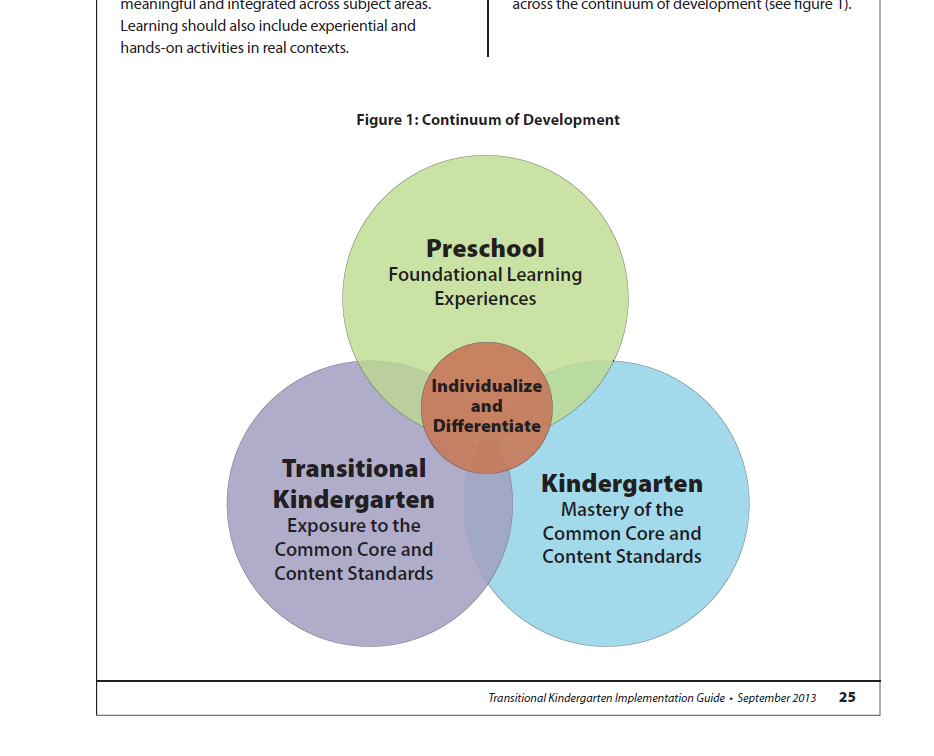 meaningful and integrated across subject areas.
Learning should also include experiential and
hands-on activities in real contexts.
across the continuum of development (see figure 1).
Figure 1: Continuum of Development
Preschool
Foundational Learning
Experiences
Individualize
and
Differentiate
Transitional
Kindergarten
Exposure to the
Common Core and
Content Standards
Kindergarten
Mastery of the
Common Core and
Content Standards
Transitional Kindergarten Implementation Guide • September 2013 25